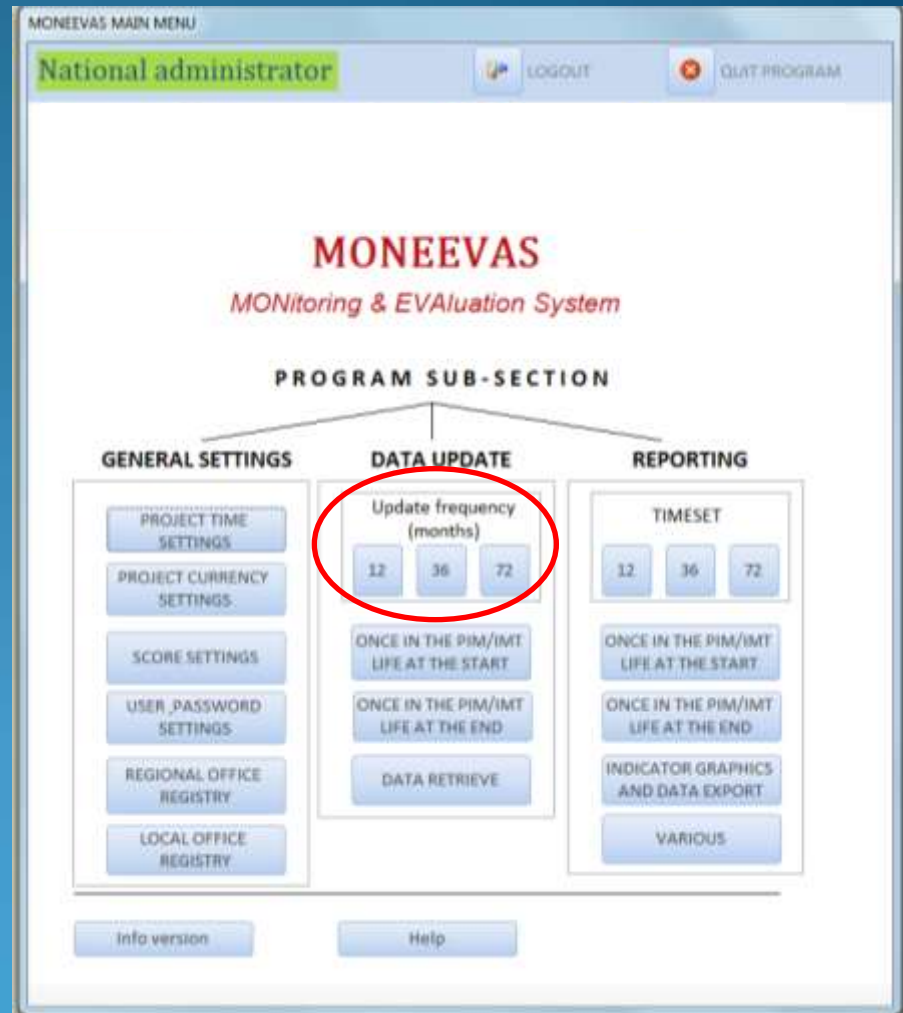 MONEEVAS MAIN MENU
National administrator
LOGOUT
QUIT PROGRAM
MONEEVAS
MONitoring & EVAluation System
PROGRAM SUB-SECTION
GENERAL SETTINGS
PROJECT TIME
SETTINGS
PROJECT CURRENCY
SETTINGS
SCORE SETTINGS
USER ,PASSWORD
SETTINGS
REGIONAL OFFICE
REGISTRY
LOCAL OFFICE
REGISTRY
DATA UPDATE
Update frequency
(months)
12 36 72
ONCE IN THE PIM/IMT
LIFE AT THE START
ONCE IN THE PIM/IMT
LIFE AT THE END
DATA RETRIEVE
REPORTING
TIMESET
12 36 72
ONCE IN THE PIM/IMT
LIFE AT THE START
ONCE IN THE PIM/IMT
LIFE AT THE END
INDICATOR GRAPHICS
AND DATA EXPORT
VARIOUS
Info version
Help